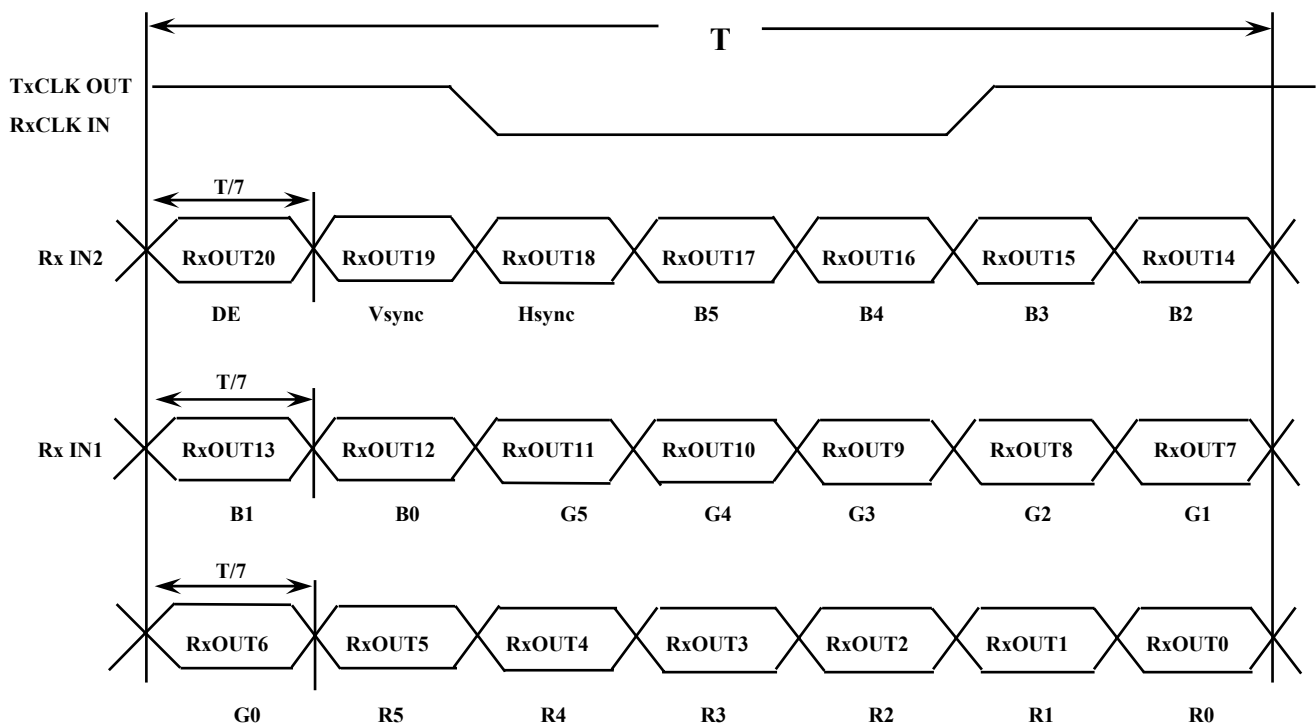 T
TxCLK OUT
RxCLK IN
T/7
Rx IN2 RxOUT20 RxOUT19 RxOUT18 RxOUT17 RxOUT16 RxOUT15 RxOUT14
DE Vsync Hsync B5 B4 B3 B2
T/7
Rx IN1 RxOUT13 RxOUT12 RxOUT11 RxOUT10 RxOUT9 RxOUT8 RxOUT7
B1 B0 G5 G4 G3 G2 G1
T/7
RxOUT6 RxOUT5 RxOUT4 RxOUT3 RxOUT2 RxOUT1 RxOUT0
G0 R5 R4 R3 R2 R1 R0